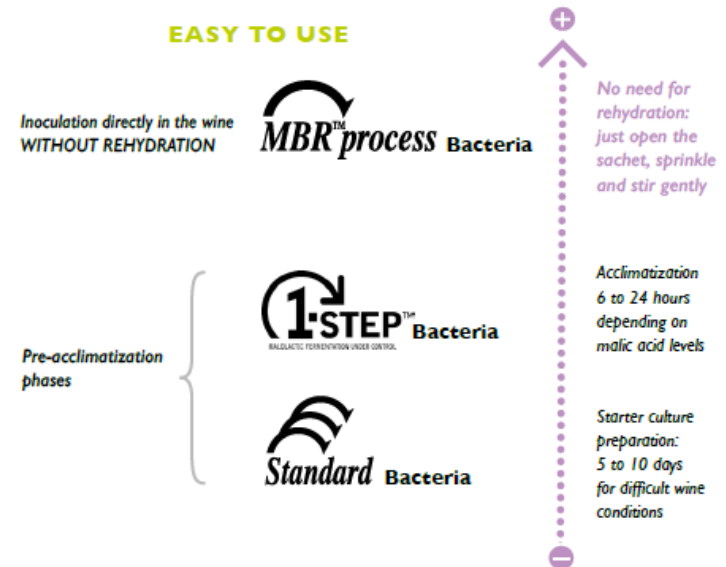 EASY TO USE
+
Inoculation directly in the wine
WITHOUT REHYDRATION
MBR™process Bacteria
No need for
rehydration:
just open the
sachet, sprinkle
and stir gently
Pre-acclimatization
phases
1-STEP™ Bacteria
MALOLACTIC FERMENTATION UNDER CONTROL
Acclimatization
6 to 24 hours
depending on
malic acid levels
Standard Bacteria
Starter culture
preparation:
5 to 10 days
for difficult wine
conditions
−